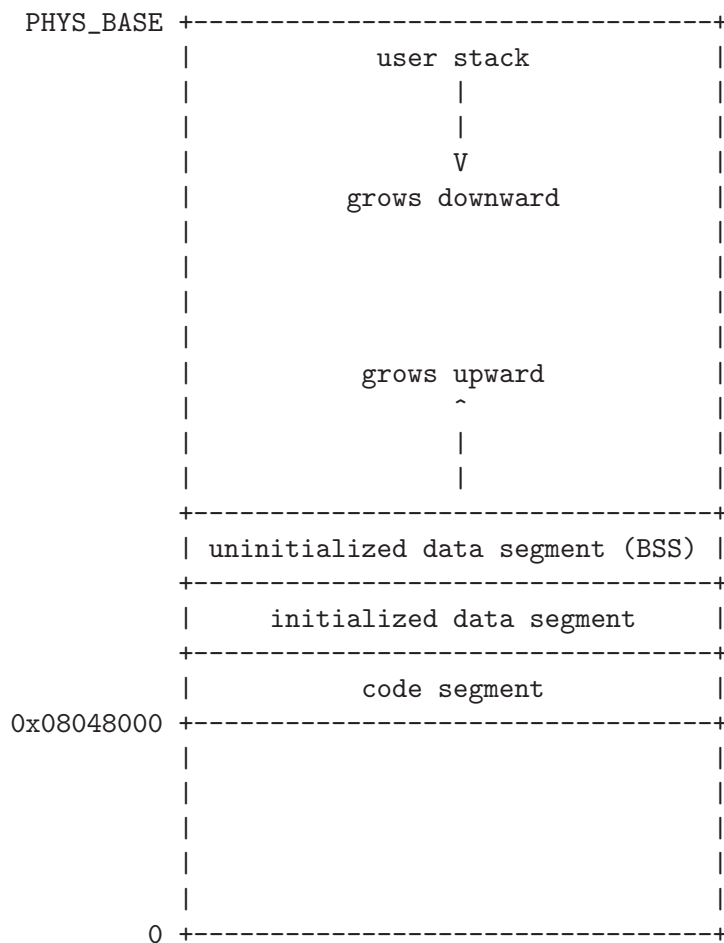 PHYS_BASE +----------------------------------+
| user stack |
| | |
| | |
| V |
| grows downward |
| |
| |
| |
| |
| grows upward |
| ^ |
| | |
| | |
+----------------------------------+
| uninitialized data segment (BSS) |
+----------------------------------+
| initialized data segment |
+----------------------------------+
| code segment |
0x08048000 +----------------------------------+
| |
| |
| |
| |
| |
0 +----------------------------------+